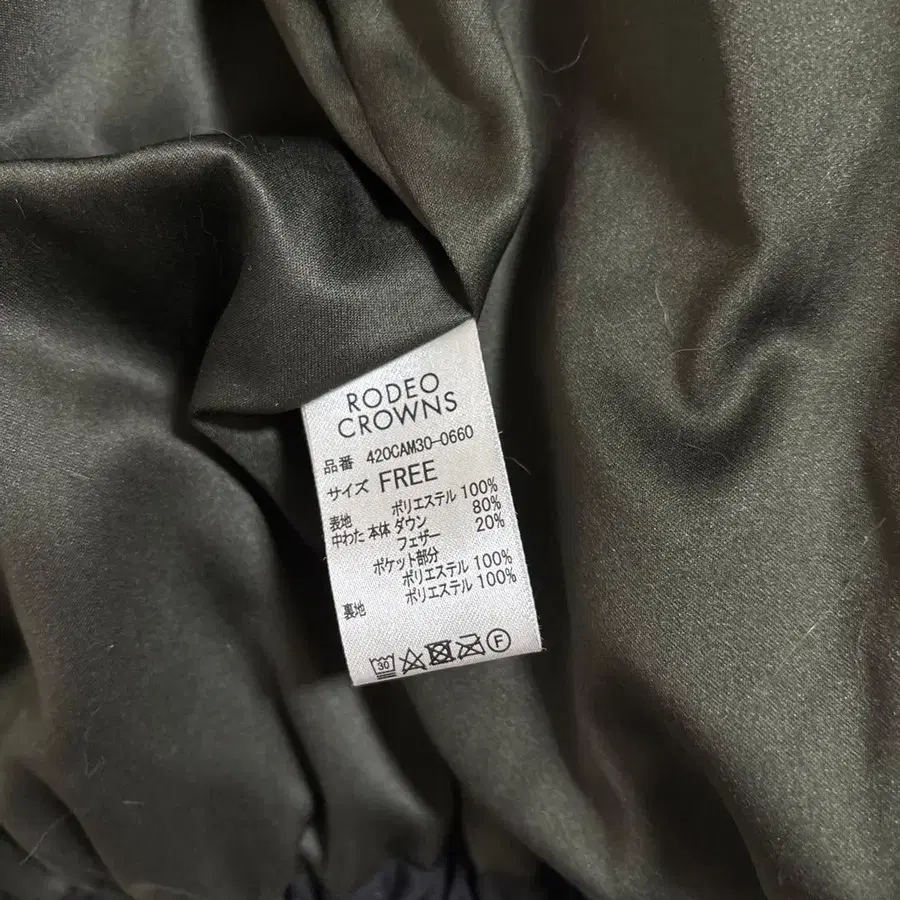 RODEO
CROWNS
品番 420CAM30-0660
サイズ FREE
表地 ポリエステル 100%
中わた 本体 ダウン 80%
フェザー 20%
ポケット部分
ポリエステル 100%
裏地 ポリエステル 100%
30 F